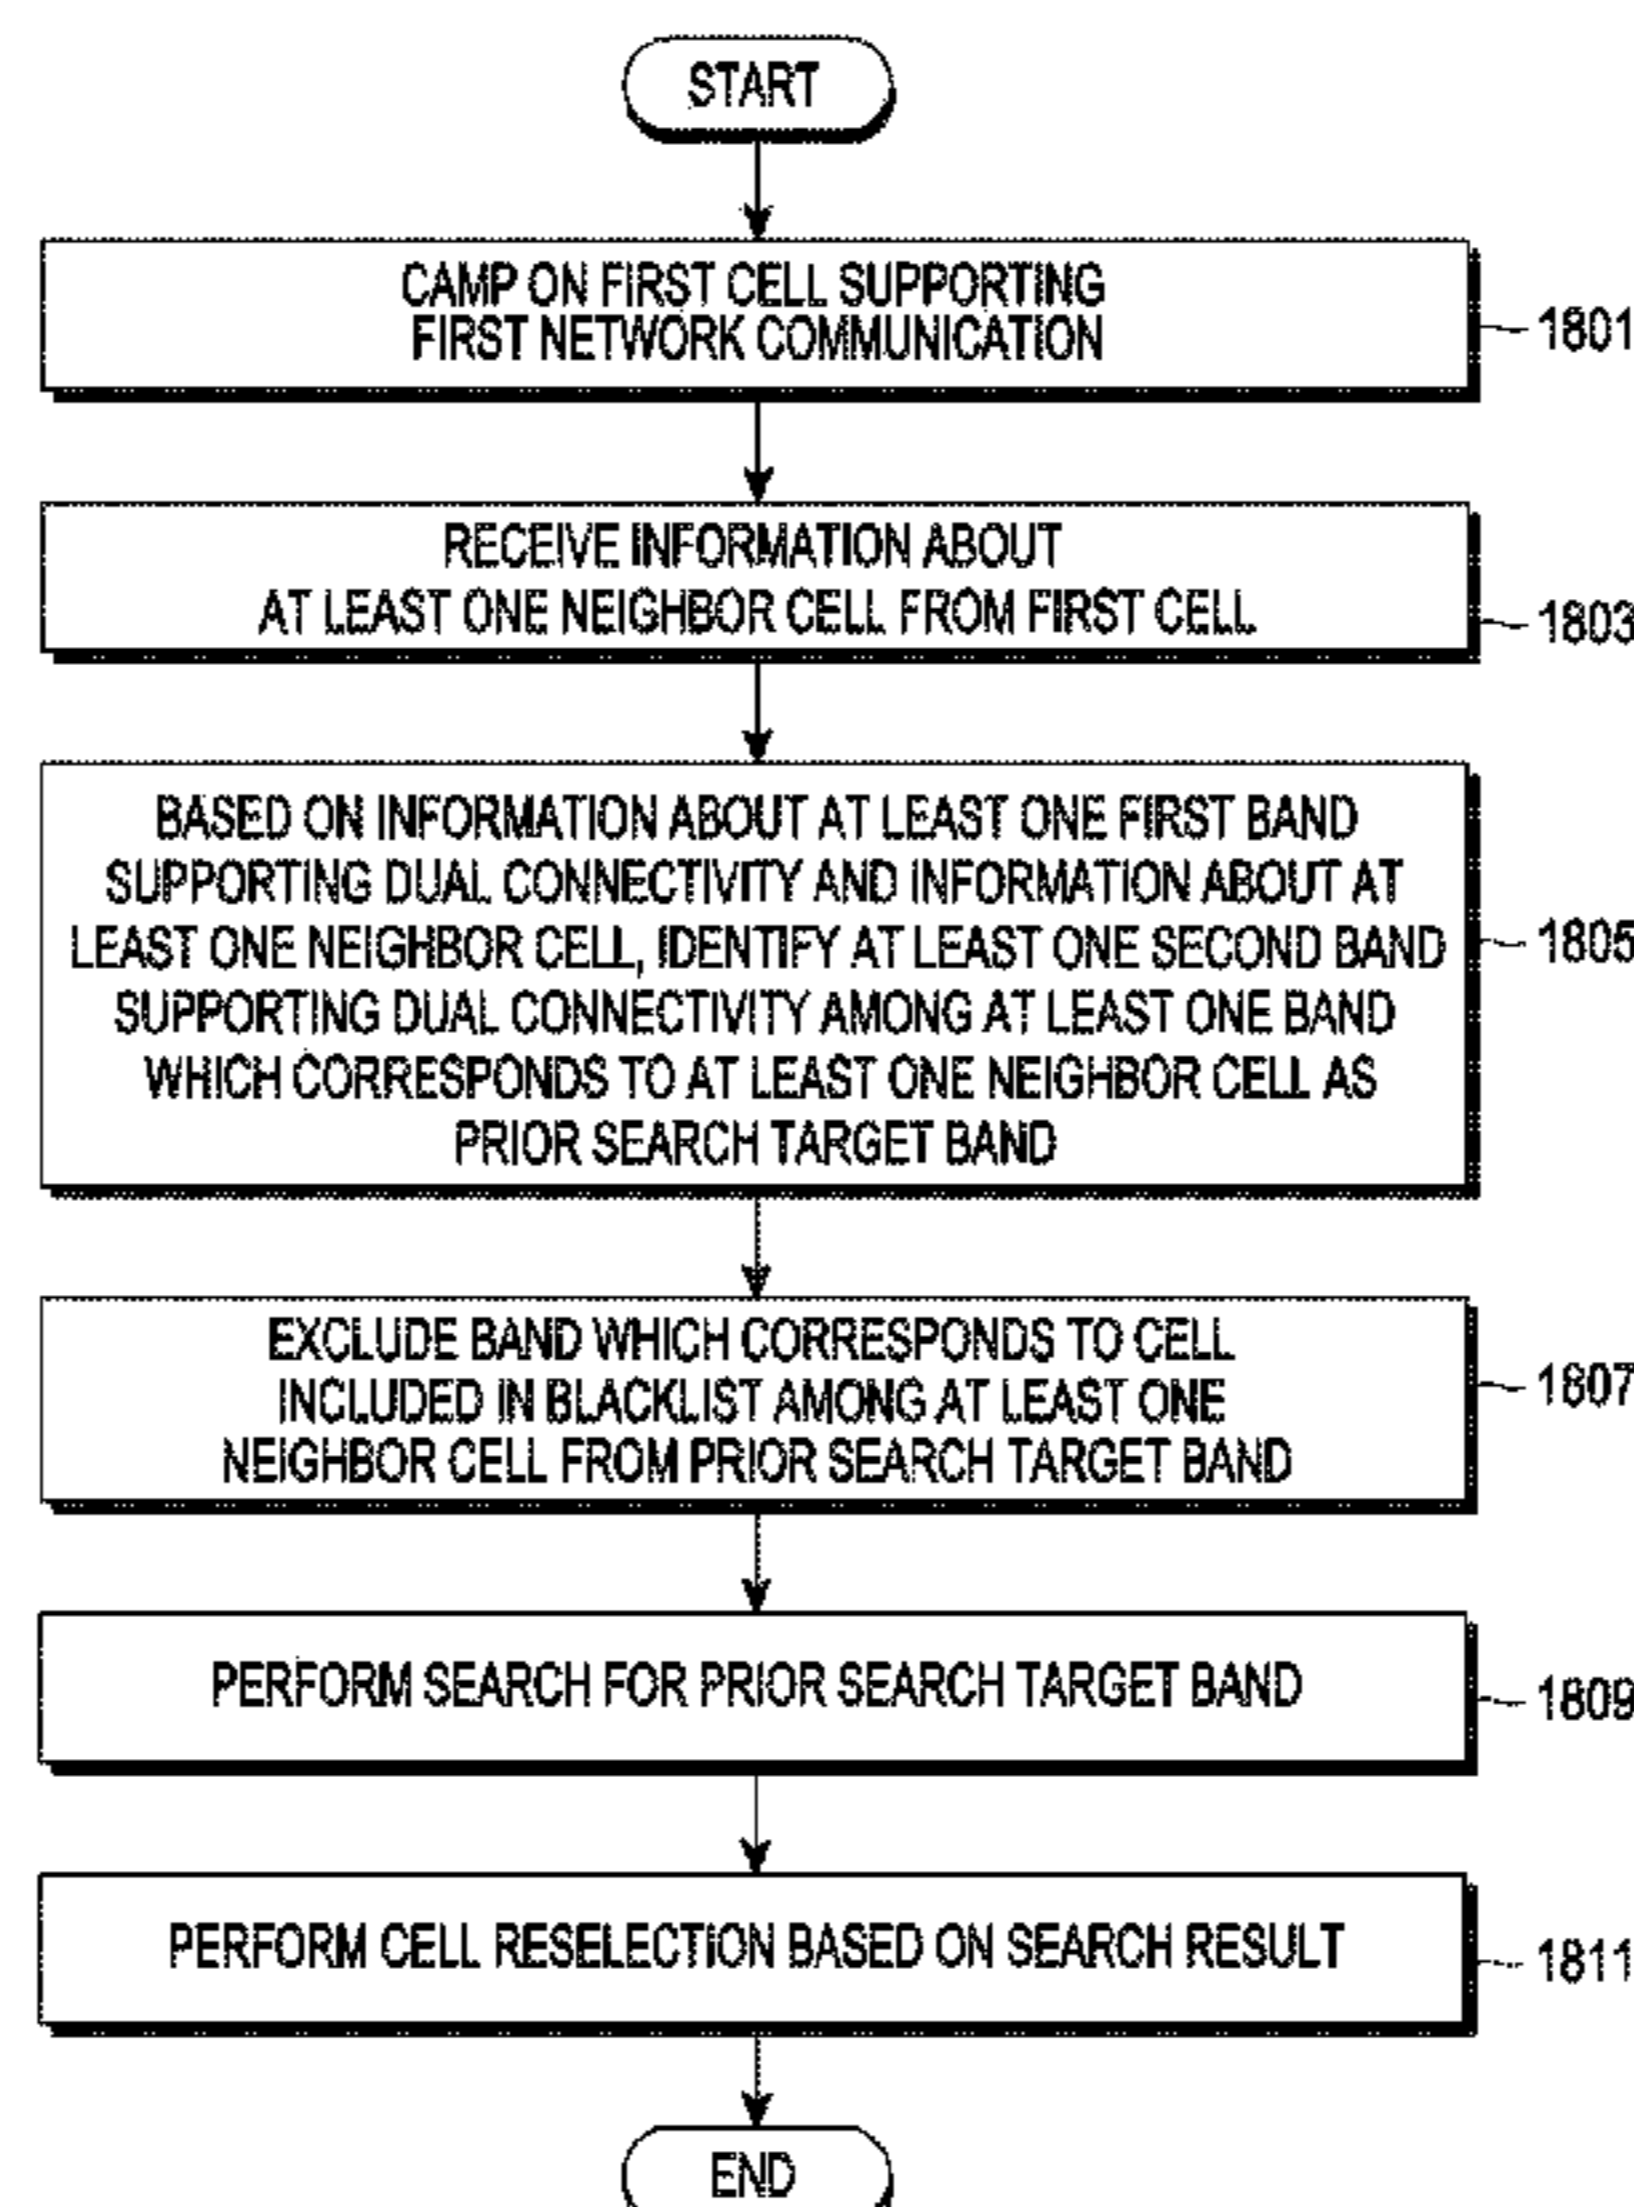 START
CAMP ON FIRST CELL SUPPORTING
FIRST NETWORK COMMUNICATION
1801
RECEIVE INFORMATION ABOUT
AT LEAST ONE NEIGHBOR CELL FROM FIRST CELL
1803
BASED ON INFORMATION ABOUT AT LEAST ONE FIRST BAND
SUPPORTING DUAL CONNECTIVITY AND INFORMATION ABOUT AT
LEAST ONE NEIGHBOR CELL, IDENTIFY AT LEAST ONE SECOND BAND
SUPPORTING DUAL CONNECTIVITY AMONG AT LEAST ONE BAND
WHICH CORRESPONDS TO AT LEAST ONE NEIGHBOR CELL AS
PRIOR SEARCH TARGET BAND
1805
EXCLUDE BAND WHICH CORRESPONDS TO CELL
INCLUDED IN BLACKLIST AMONG AT LEAST ONE
NEIGHBOR CELL FROM PRIOR SEARCH TARGET BAND
1807
PERFORM SEARCH FOR PRIOR SEARCH TARGET BAND
1809
PERFORM CELL RESELECTION BASED ON SEARCH RESULT
1811
END